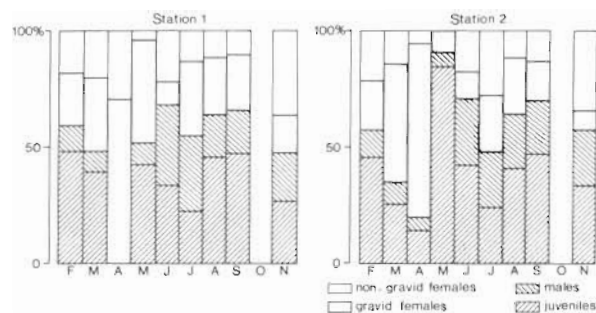 Station 1
Station 2
100%
100%
50
50
0
0
F M A M J J A S O N
F M A M J J A S O N
non-gravid females
males
gravid females
juveniles